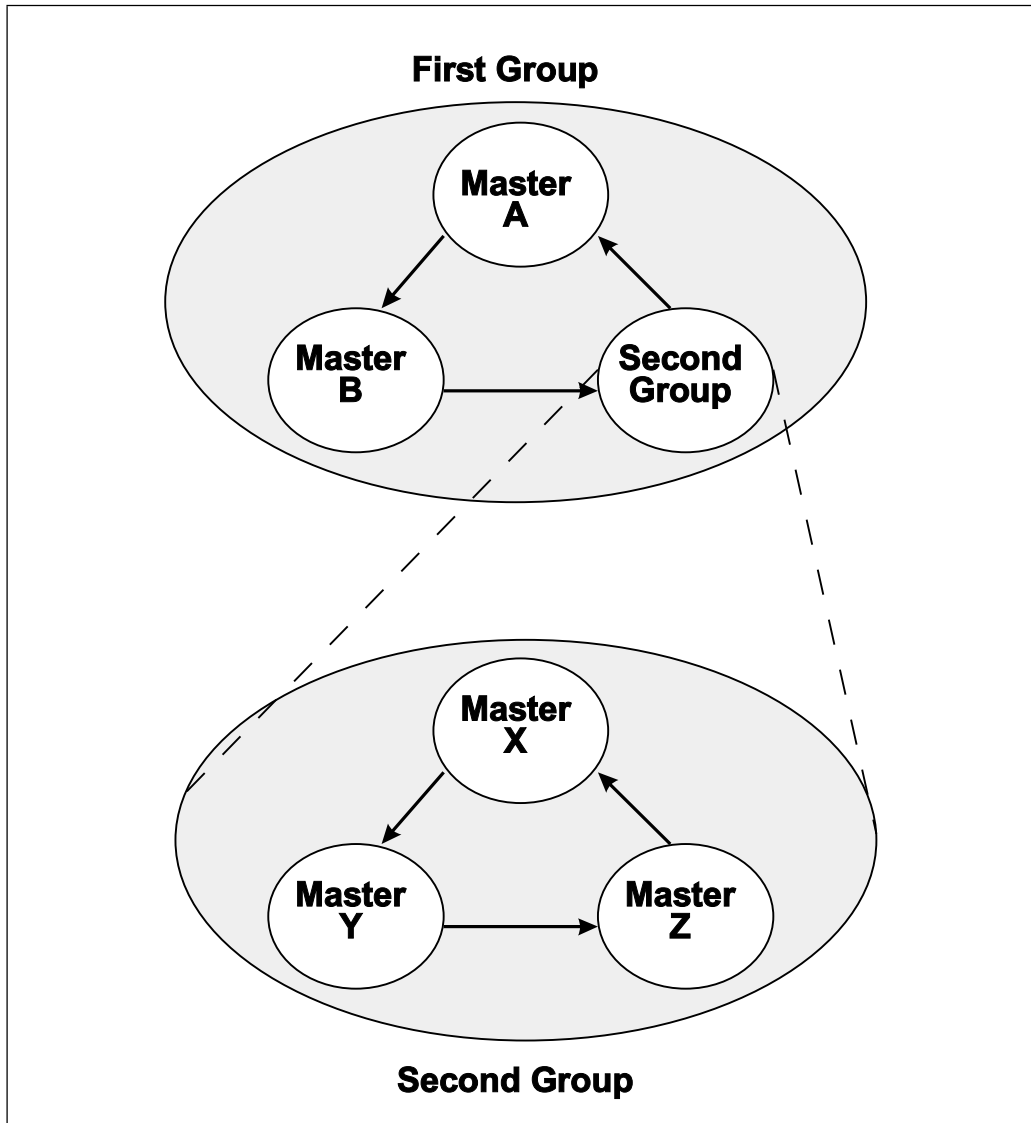 First Group
Master
A
Master
B
Second
Group
Master
X
Master
Y
Master
Z
Second Group